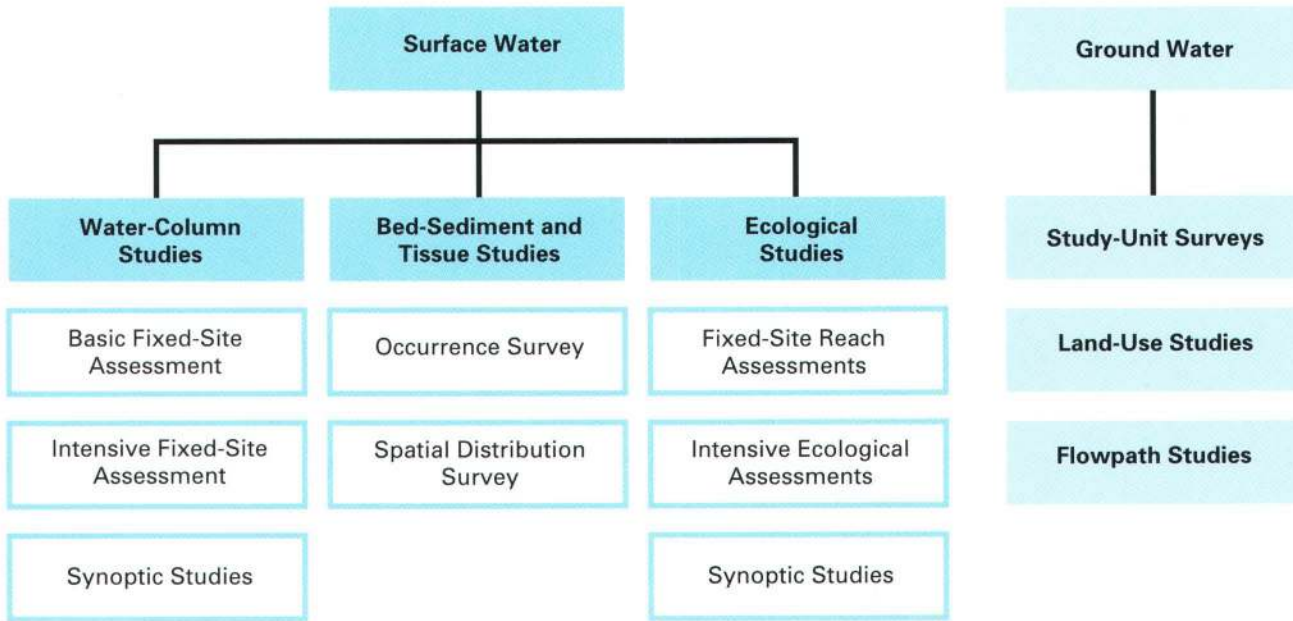 Surface Water
Water-Column
Studies
Basic Fixed-Site
Assessment
Intensive Fixed-Site
Assessment
Synoptic Studies
Bed-Sediment and
Tissue Studies
Occurrence Survey
Spatial Distribution
Survey
Ecological
Studies
Fixed-Site Reach
Assessments
Intensive Ecological
Assessments
Synoptic Studies
Ground Water
Study-Unit Surveys
Land-Use Studies
Flowpath Studies